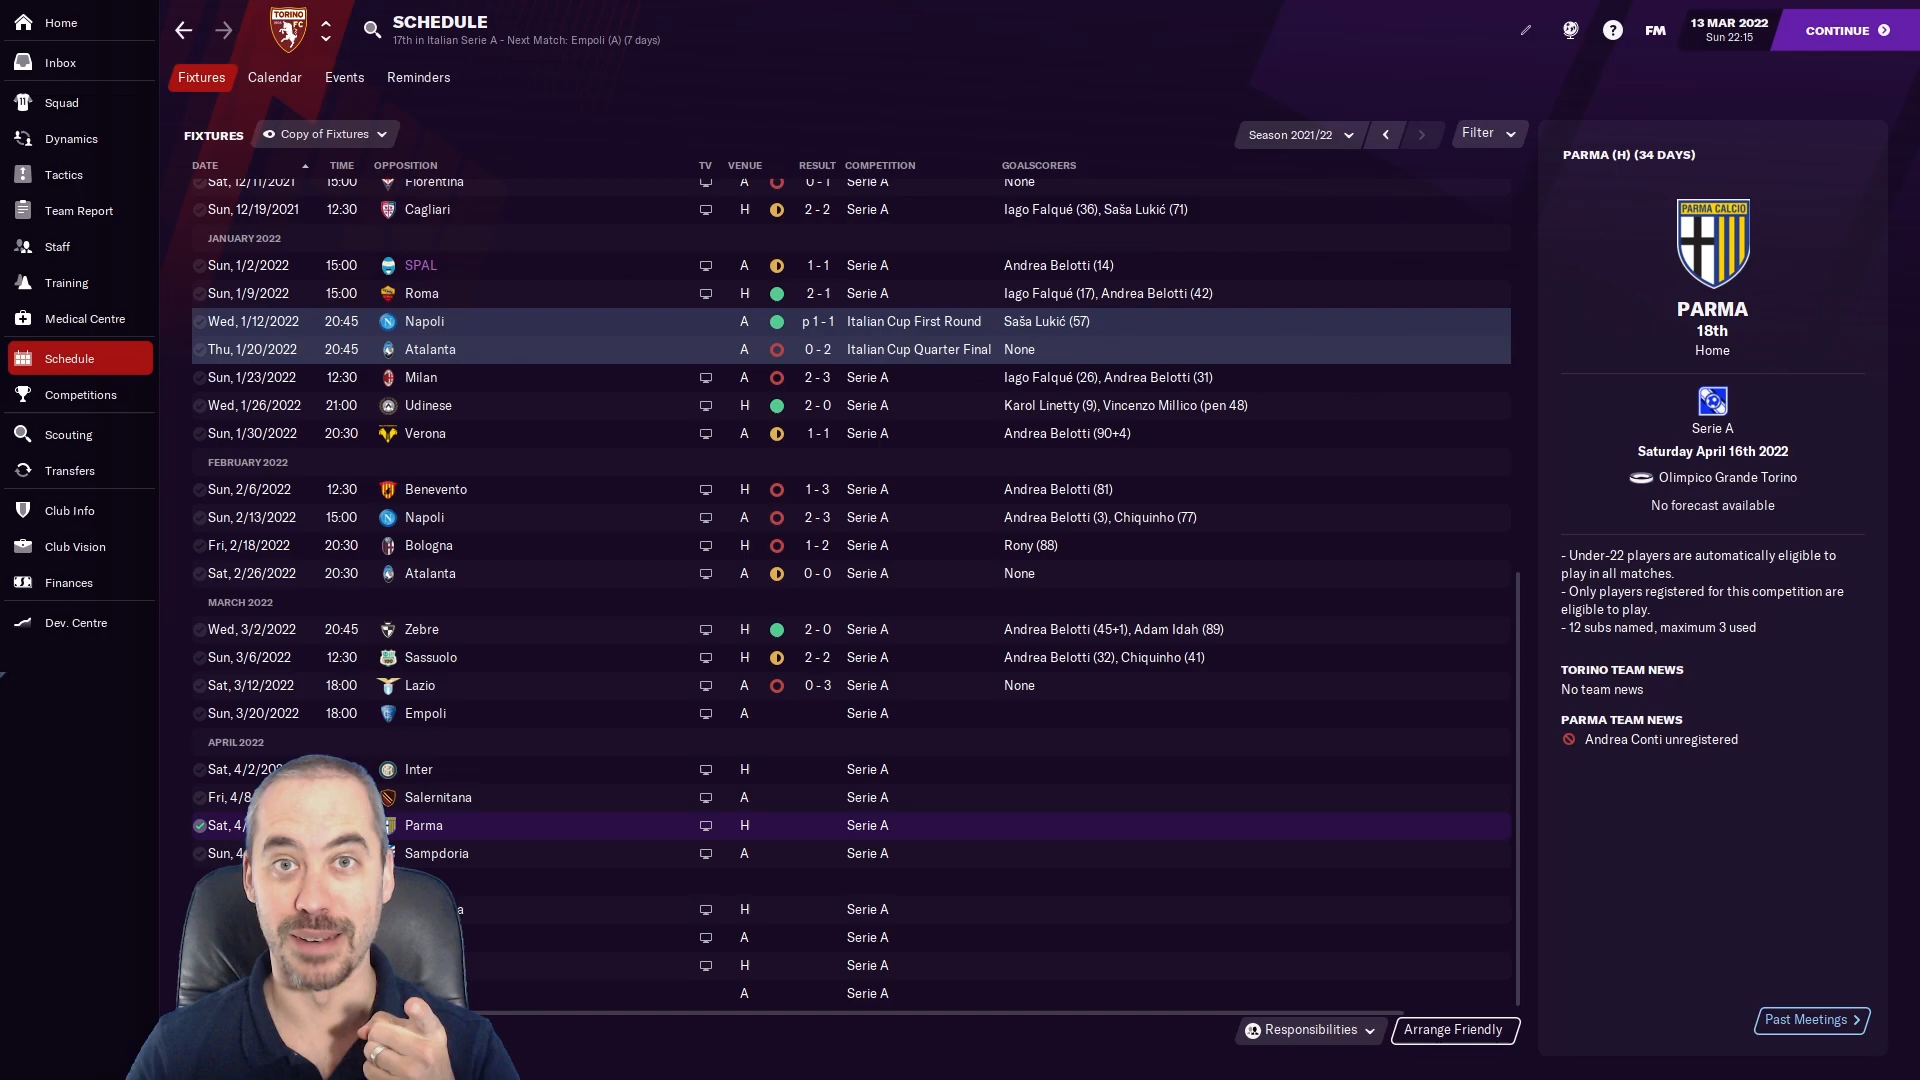 Home
Inbox
Squad
Dynamics
Tactics
Team Report
Staff
Training
Medical Centre
Schedule
Competitions
Scouting
Transfers
Club Info
Club Vision
Finances
Dev. Centre
TORINO FC
SCHEDULE
17th in Italian Serie A - Next Match: Empoli (A) (7 days)
FM
13 MAR 2022
Sun 22:15
CONTINUE
Fixtures Calendar Events Reminders
FIXTURES Copy of Fixtures Season 2021/22 Filter
DATE TIME OPPOSITION TV VENUE RESULT COMPETITION GOALSCORERS
Sat, 12/11/2021 15:00 Fiorentina A 0 - 1 Serie A None
Sun, 12/19/2021 12:30 Cagliari H 2 - 2 Serie A Iago Falqué (36), Saša Lukić (71)
JANUARY 2022
Sun, 1/2/2022 15:00 SPAL A 1 - 1 Serie A Andrea Belotti (14)
Sun, 1/9/2022 15:00 Roma H 2 - 1 Serie A Iago Falqué (17), Andrea Belotti (42)
Wed, 1/12/2022 20:45 Napoli A p 1 - 1 Italian Cup First Round Saša Lukić (57)
Thu, 1/20/2022 20:45 Atalanta A 0 - 2 Italian Cup Quarter Final None
Sun, 1/23/2022 12:30 Milan A 2 - 3 Serie A Iago Falqué (26), Andrea Belotti (31)
Wed, 1/26/2022 21:00 Udinese H 2 - 0 Serie A Karol Linetty (9), Vincenzo Millico (pen 48)
Sun, 1/30/2022 20:30 Verona A 1 - 1 Serie A Andrea Belotti (90+4)
FEBRUARY 2022
Sun, 2/6/2022 12:30 Benevento H 1 - 3 Serie A Andrea Belotti (81)
Sun, 2/13/2022 15:00 Napoli A 2 - 3 Serie A Andrea Belotti (3), Chiquinho (77)
Fri, 2/18/2022 20:30 Bologna H 1 - 2 Serie A Rony (88)
Sat, 2/26/2022 20:30 Atalanta A 0 - 0 Serie A None
MARCH 2022
Wed, 3/2/2022 20:45 Zebre H 2 - 0 Serie A Andrea Belotti (45+1), Adam Idah (89)
Sun, 3/6/2022 12:30 Sassuolo H 2 - 2 Serie A Andrea Belotti (32), Chiquinho (41)
Sat, 3/12/2022 18:00 Lazio A 0 - 3 Serie A None
Sun, 3/20/2022 18:00 Empoli A Serie A
APRIL 2022
Sat, 4/2/20 Inter H Serie A
Fri, 4/8 Salernitana A Serie A
Sat, 4/ Parma H Serie A
Sun, 4 Sampdoria A Serie A
a H Serie A
A Serie A
H Serie A
A Serie A
Responsibilities Arrange Friendly
PARMA (H) (34 DAYS)
PARMA CALCIO
PARMA
18th
Home
Serie A
Saturday April 16th 2022
Olimpico Grande Torino
No forecast available
- Under-22 players are automatically eligible to
play in all matches.
- Only players registered for this competition are
eligible to play.
- 12 subs named, maximum 3 used
TORINO TEAM NEWS
No team news
PARMA TEAM NEWS
Andrea Conti unregistered
Past Meetings